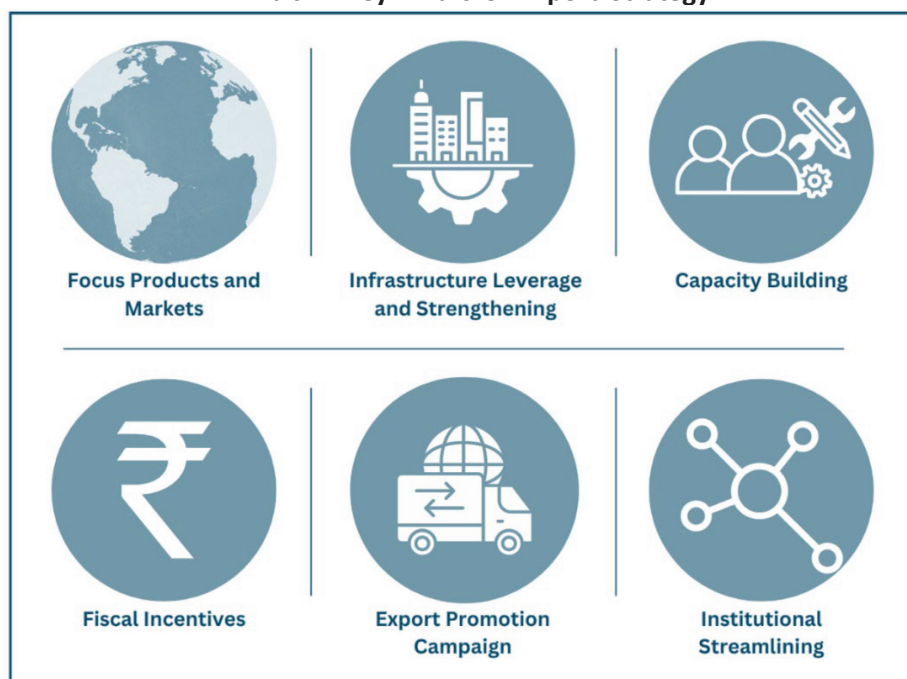 Focus Products and
Markets
Infrastructure Leverage
and Strengthening
Capacity Building
₹
Fiscal Incentives
Export Promotion
Campaign
Institutional
Streamlining